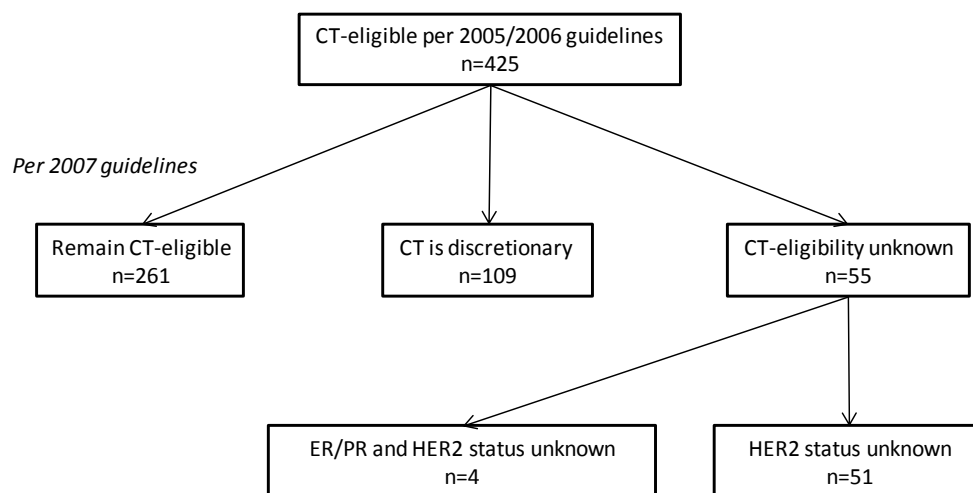 CT-eligible per 2005/2006 guidelines
n=425
Per 2007 guidelines
Remain CT-eligible
n=261
CT is discretionary
n=109
CT-eligibility unknown
n=55
ER/PR and HER2 status unknown
n=4
HER2 status unknown
n=51